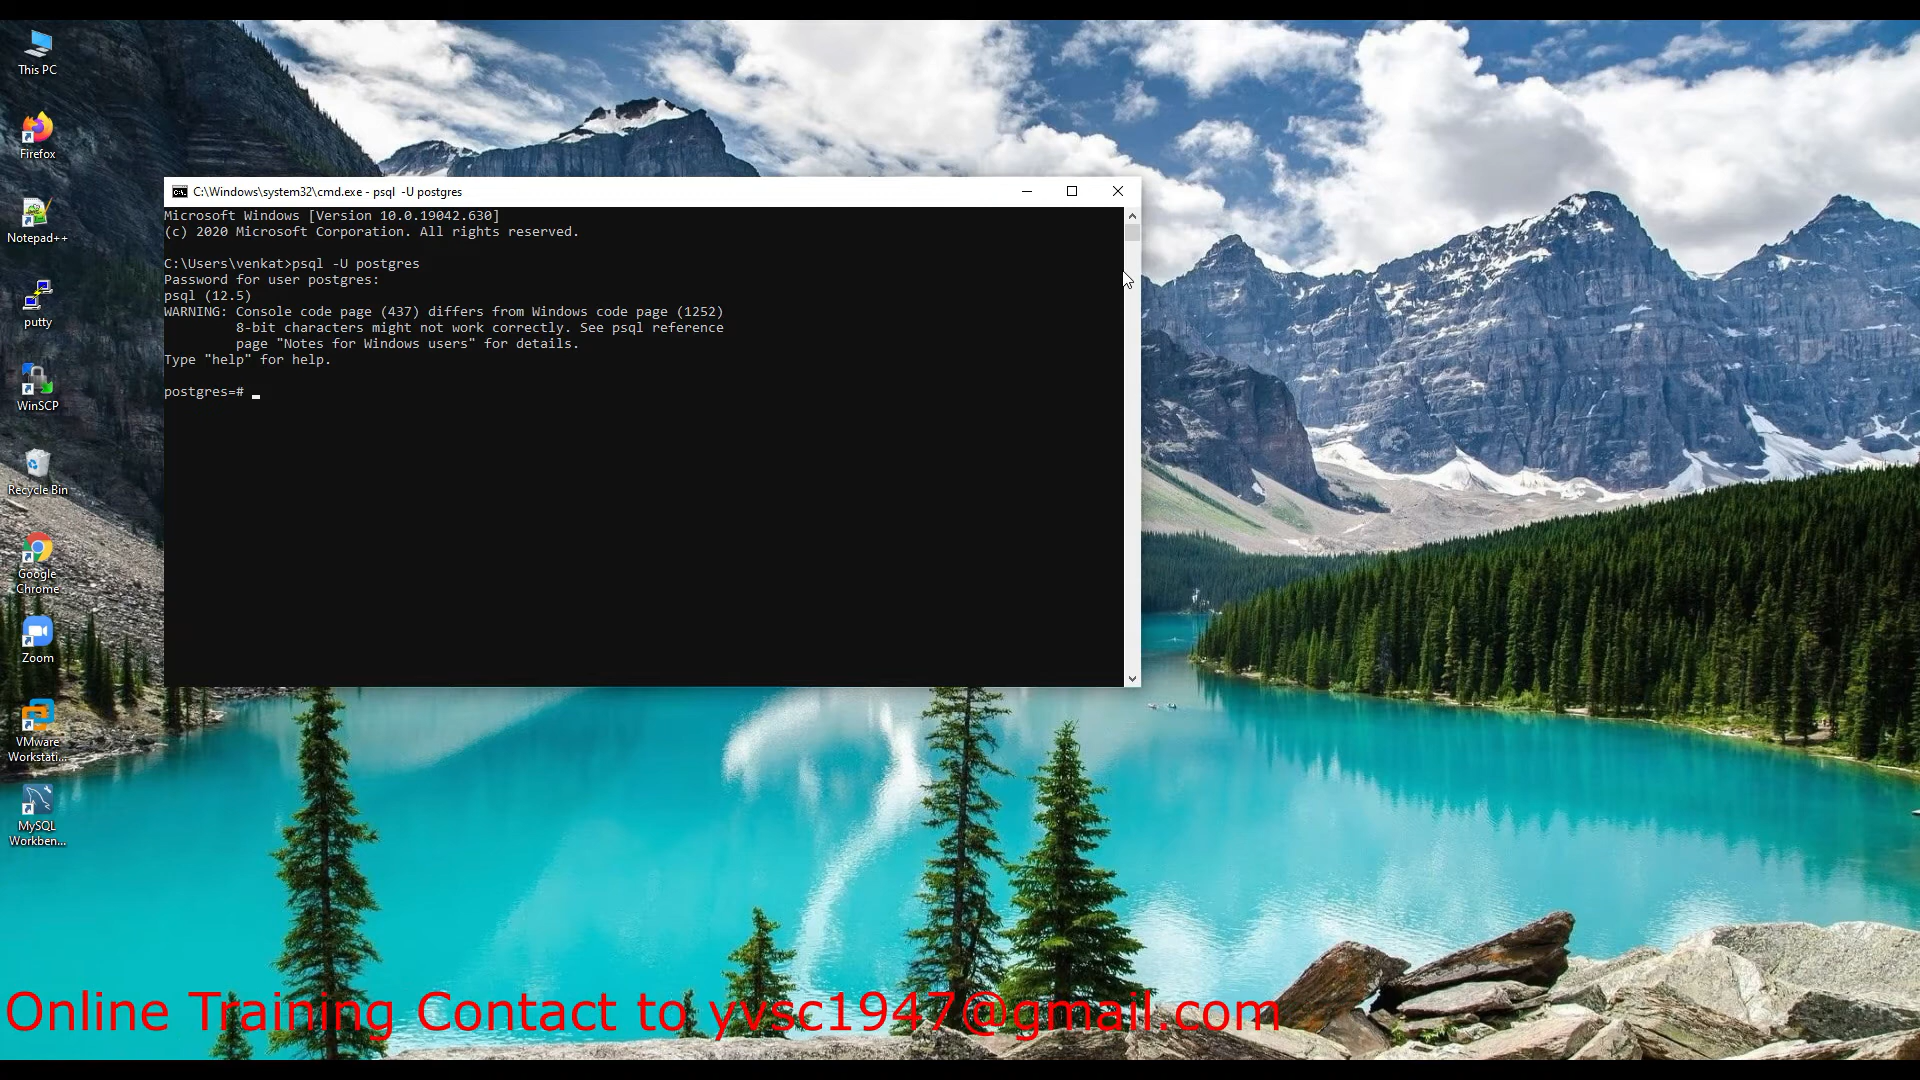 This PC
Firefox
Notepad++
putty
WinSCP
Recycle Bin
Google
Chrome
Zoom
VMware
Workstati...
MySQL
Workben...
C:\Windows\system32\cmd.exe - psql  -U postgres
Microsoft Windows [Version 10.0.19042.630]
(c) 2020 Microsoft Corporation. All rights reserved.
C:\Users\venkat>psql -U postgres
Password for user postgres:
psql (12.5)
WARNING: Console code page (437) differs from Windows code page (1252)
         8-bit characters might not work correctly. See psql reference
         page "Notes for Windows users" for details.
Type "help" for help.
postgres=#
Online Training Contact to yvsc1947@gmail.com